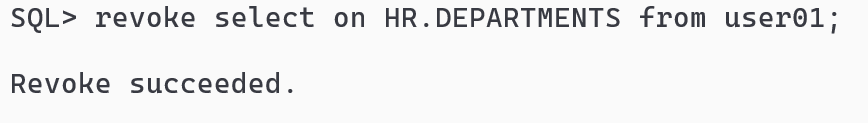 SQL> revoke select on HR.DEPARTMENTS from user01;
Revoke succeeded.